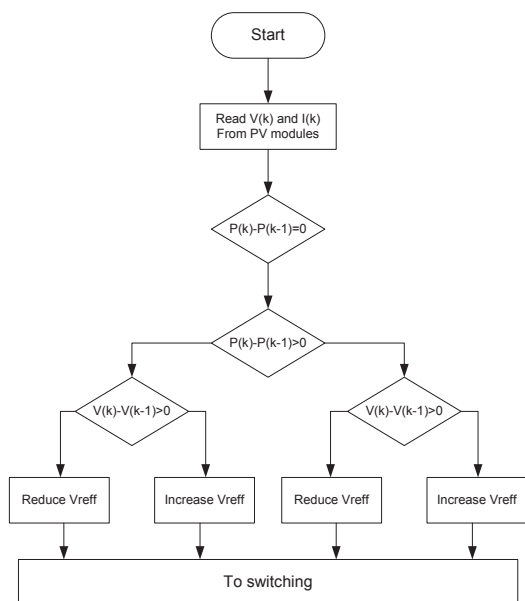 Start
Read V(k) and I(k)
From PV modules
P(k)-P(k-1)=0
P(k)-P(k-1)>0
V(k)-V(k-1)>0
V(k)-V(k-1)>0
Reduce Vreff
Increase Vreff
Reduce Vreff
Increase Vreff
To switching